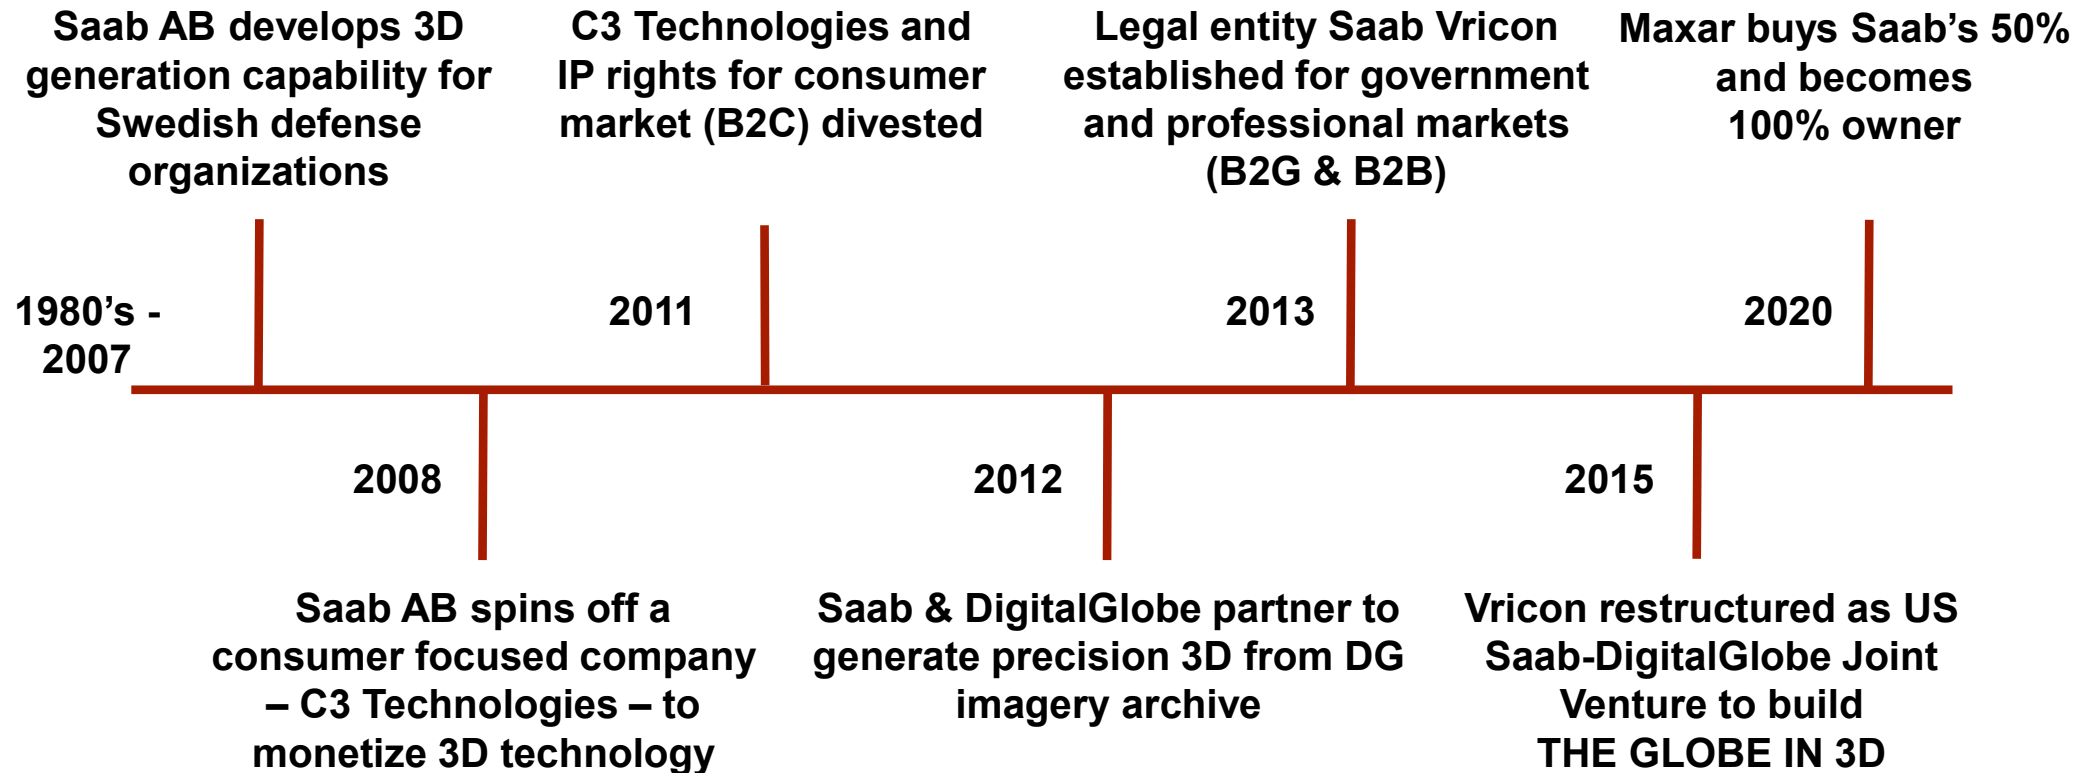 Saab AB develops 3D
generation capability for
Swedish defense
organizations
C3 Technologies and
IP rights for consumer
market (B2C) divested
Legal entity Saab Vricon
established for government
and professional markets
(B2G & B2B)
Maxar buys Saab’s 50%
and becomes
100% owner
1980’s -
2007
2011
2013
2020
2008
2012
2015
Saab AB spins off a
consumer focused company
– C3 Technologies – to
monetize 3D technology
Saab & DigitalGlobe partner to
generate precision 3D from DG
imagery archive
Vricon restructured as US
Saab-DigitalGlobe Joint
Venture to build
THE GLOBE IN 3D